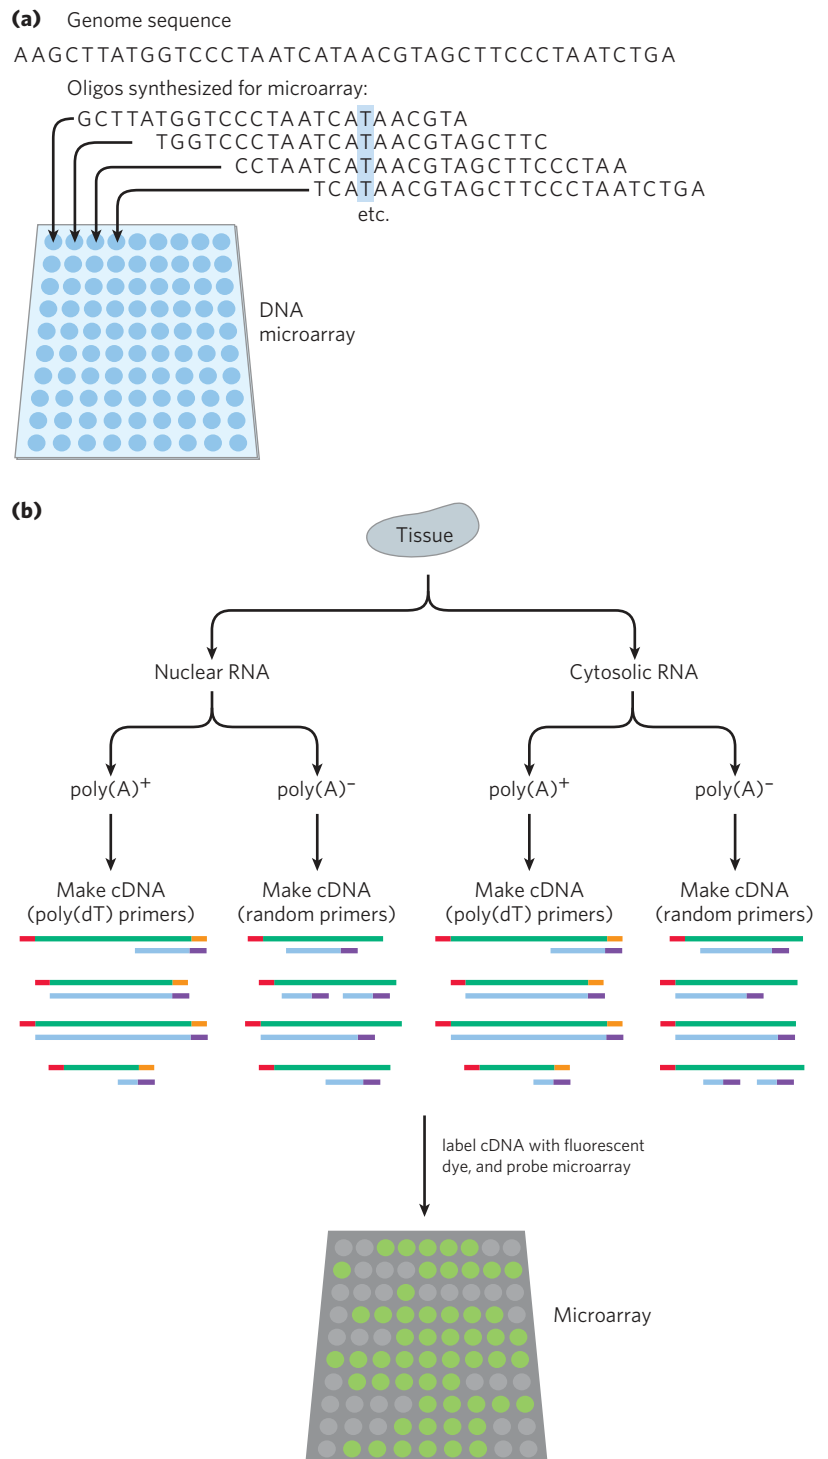 (a) Genome sequence
AAGCTTATGGTCCCTAATCATAACGTAGCTTCCCTAATCTGA
Oligos synthesized for microarray:
GCTTATGGTCCCTAATCATAACGTA
TGGTCCCTAATCATAACGTAGCTTC
CCTAATCATAACGTAGCTTCCCTAA
TCATAACGTAGCTTCCCTAATCTGA
etc.
DNA
microarray
(b)
Tissue
Nuclear RNA Cytosolic RNA
poly(A)⁺ poly(A)⁻ poly(A)⁺ poly(A)⁻
Make cDNA Make cDNA Make cDNA Make cDNA
(poly(dT) primers) (random primers) (poly(dT) primers) (random primers)
label cDNA with fluorescent
dye, and probe microarray
Microarray